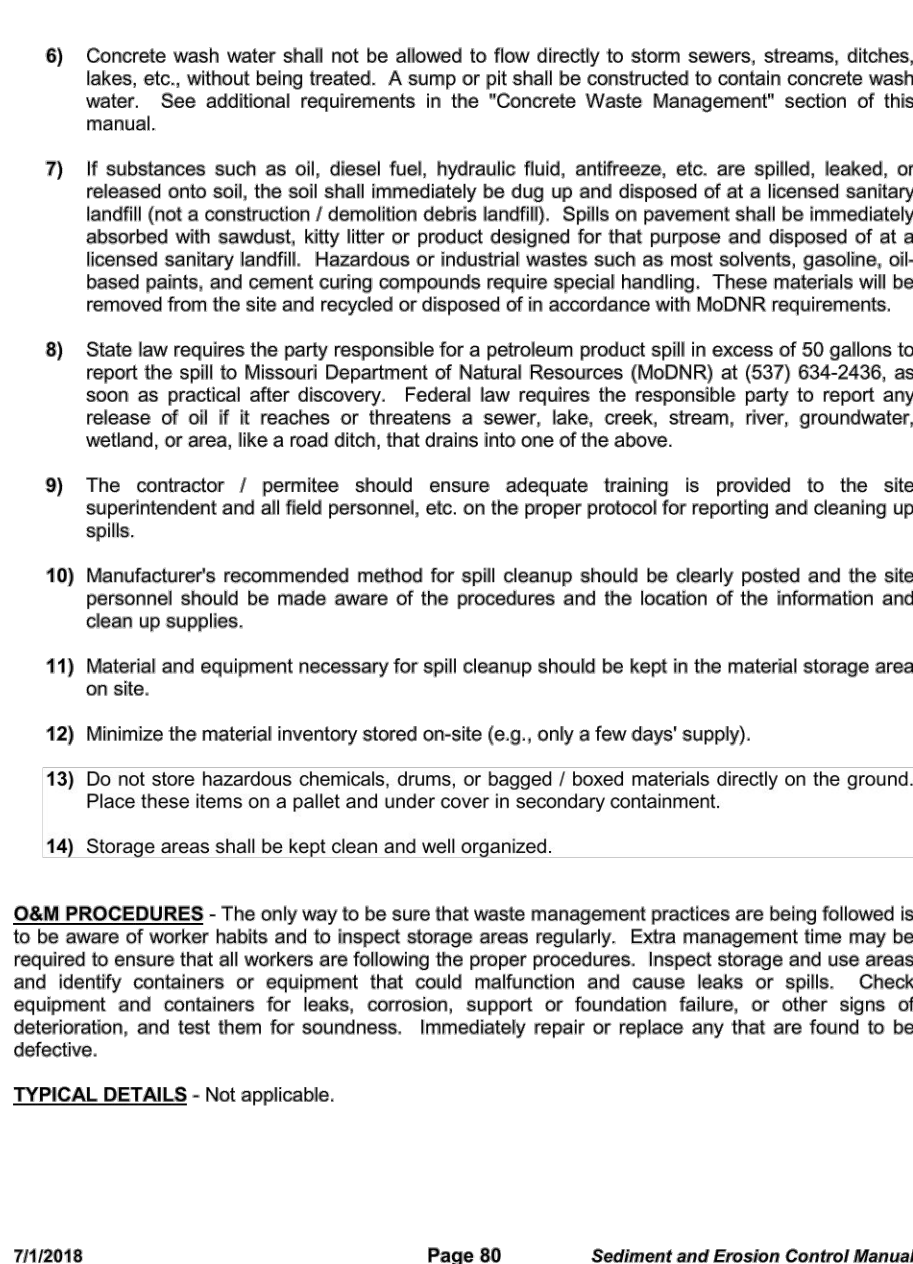 6) Concrete wash water shall not be allowed to flow directly to storm sewers, streams, ditches,
lakes, etc., without being treated. A sump or pit shall be constructed to contain concrete wash
water. See additional requirements in the "Concrete Waste Management" section of this
manual.
7) If substances such as oil, diesel fuel, hydraulic fluid, antifreeze, etc. are spilled, leaked, or
released onto soil, the soil shall immediately be dug up and disposed of at a licensed sanitary
landfill (not a construction / demolition debris landfill). Spills on pavement shall be immediately
absorbed with sawdust, kitty litter or product designed for that purpose and disposed of at a
licensed sanitary landfill. Hazardous or industrial wastes such as most solvents, gasoline, oil-
based paints, and cement curing compounds require special handling. These materials will be
removed from the site and recycled or disposed of in accordance with MoDNR requirements.
8) State law requires the party responsible for a petroleum product spill in excess of 50 gallons to
report the spill to Missouri Department of Natural Resources (MoDNR) at (537) 634-2436, as
soon as practical after discovery. Federal law requires the responsible party to report any
release of oil if it reaches or threatens a sewer, lake, creek, stream, river, groundwater,
wetland, or area, like a road ditch, that drains into one of the above.
9) The contractor / permitee should ensure adequate training is provided to the site
superintendent and all field personnel, etc. on the proper protocol for reporting and cleaning up
spills.
10) Manufacturer's recommended method for spill cleanup should be clearly posted and the site
personnel should be made aware of the procedures and the location of the information and
clean up supplies.
11) Material and equipment necessary for spill cleanup should be kept in the material storage area
on site.
12) Minimize the material inventory stored on-site (e.g., only a few days' supply).
13) Do not store hazardous chemicals, drums, or bagged / boxed materials directly on the ground.
Place these items on a pallet and under cover in secondary containment.
14) Storage areas shall be kept clean and well organized.
O&M PROCEDURES - The only way to be sure that waste management practices are being followed is
to be aware of worker habits and to inspect storage areas regularly. Extra management time may be
required to ensure that all workers are following the proper procedures. Inspect storage and use areas
and identify containers or equipment that could malfunction and cause leaks or spills. Check
equipment and containers for leaks, corrosion, support or foundation failure, or other signs of
deterioration, and test them for soundness. Immediately repair or replace any that are found to be
defective.
TYPICAL DETAILS - Not applicable.
7/1/2018 Page 80 Sediment and Erosion Control Manual